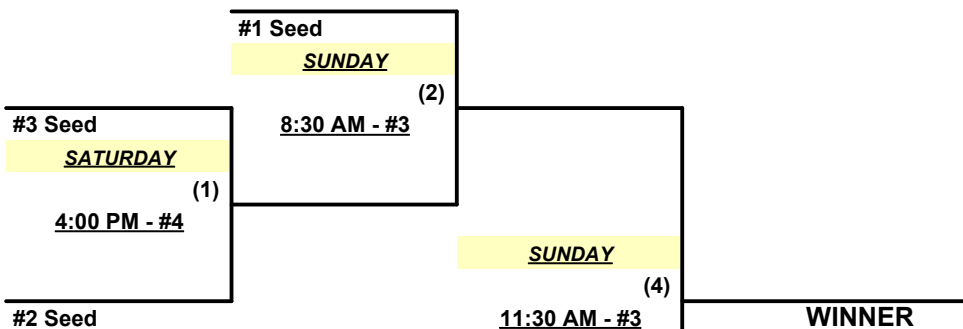 #1 Seed
SUNDAY
(2)
#3 Seed
8:30 AM - #3
SATURDAY
(1)
4:00 PM - #4
SUNDAY
(4)
#2 Seed
11:30 AM - #3
WINNER